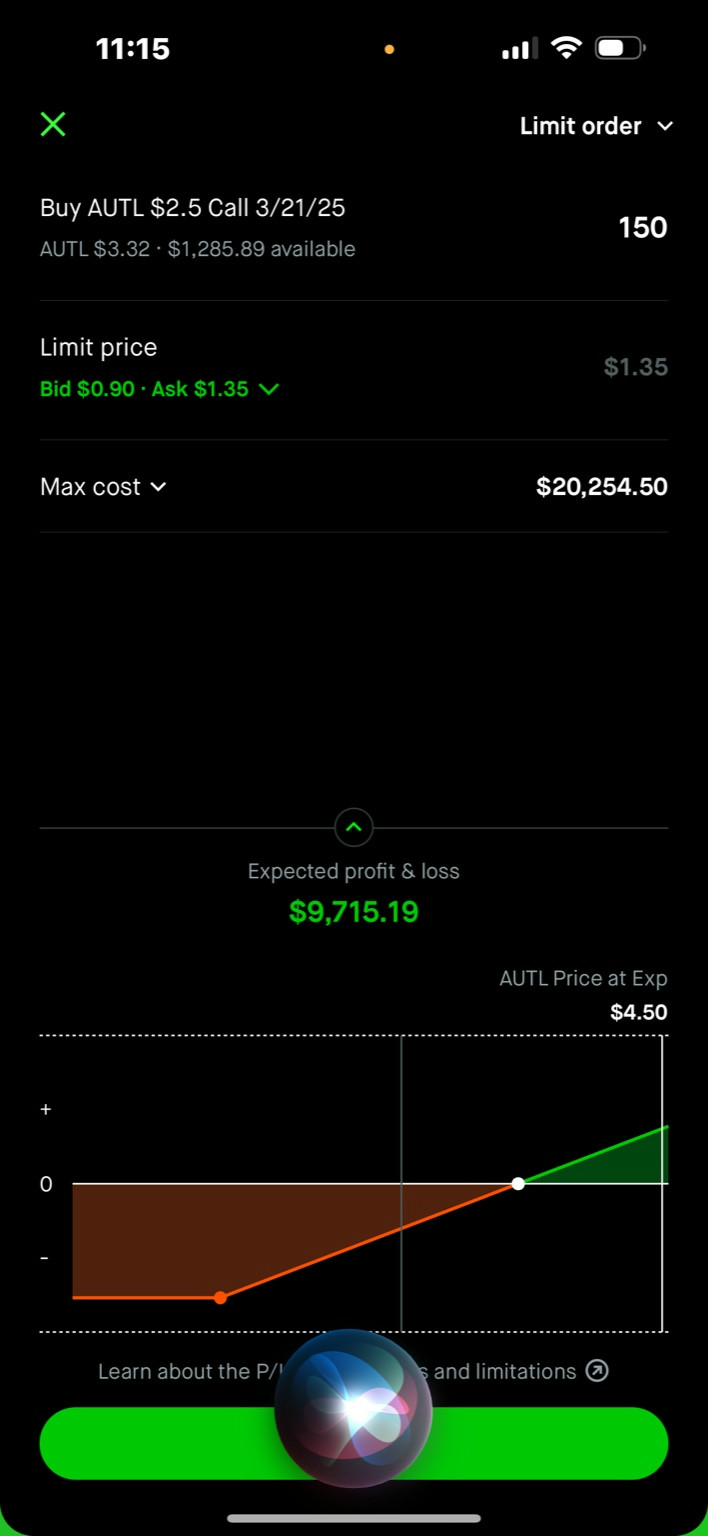 11:15
Limit order
Buy AUTL $2.5 Call 3/21/25
150
AUTL $3.32 · $1,285.89 available
Limit price
$1.35
Bid $0.90 · Ask $1.35
Max cost
$20,254.50
Expected profit & loss
$9,715.19
AUTL Price at Exp
$4.50
+
0
-
Learn about the and limitations